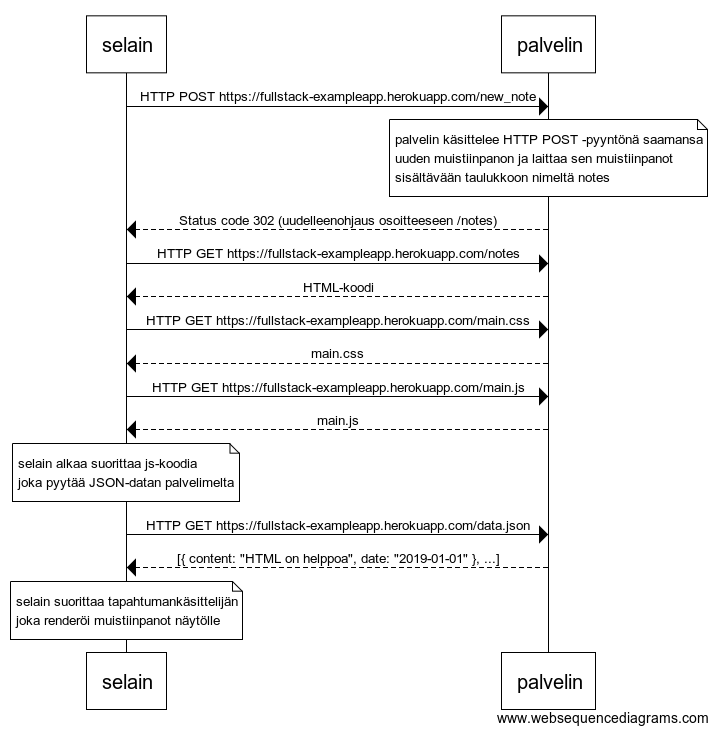 selain
palvelin
HTTP POST https://fullstack-exampleapp.herokuapp.com/new_note
palvelin käsittelee HTTP POST -pyyntönä saamansa
uuden muistiinpanon ja laittaa sen muistiinpanot
sisältävään taulukkoon nimeltä notes
Status code 302 (uudelleenohjaus osoitteeseen /notes)
HTTP GET https://fullstack-exampleapp.herokuapp.com/notes
HTML-koodi
HTTP GET https://fullstack-exampleapp.herokuapp.com/main.css
main.css
HTTP GET https://fullstack-exampleapp.herokuapp.com/main.js
main.js
selain alkaa suorittaa js-koodia
joka pyytää JSON-datan palvelimelta
HTTP GET https://fullstack-exampleapp.herokuapp.com/data.json
[{ content: "HTML on helppoa", date: "2019-01-01" }, ...]
selain suorittaa tapahtumankäsittelijän
joka renderöi muistiinpanot näytölle
selain
palvelin
www.websequencediagrams.com